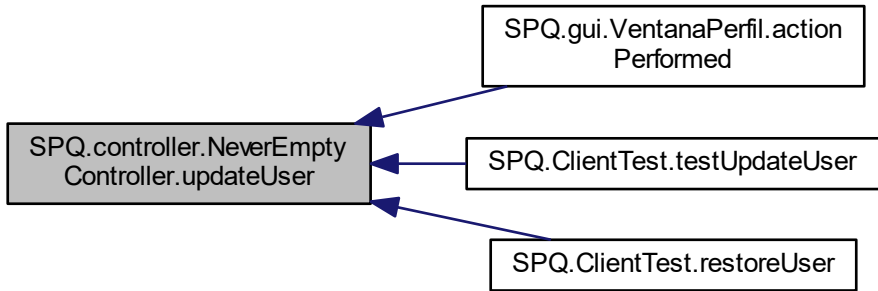 SPQ.gui.VentanaPerfil.action
Performed
SPQ.controller.NeverEmpty
Controller.updateUser
SPQ.ClientTest.testUpdateUser
SPQ.ClientTest.restoreUser